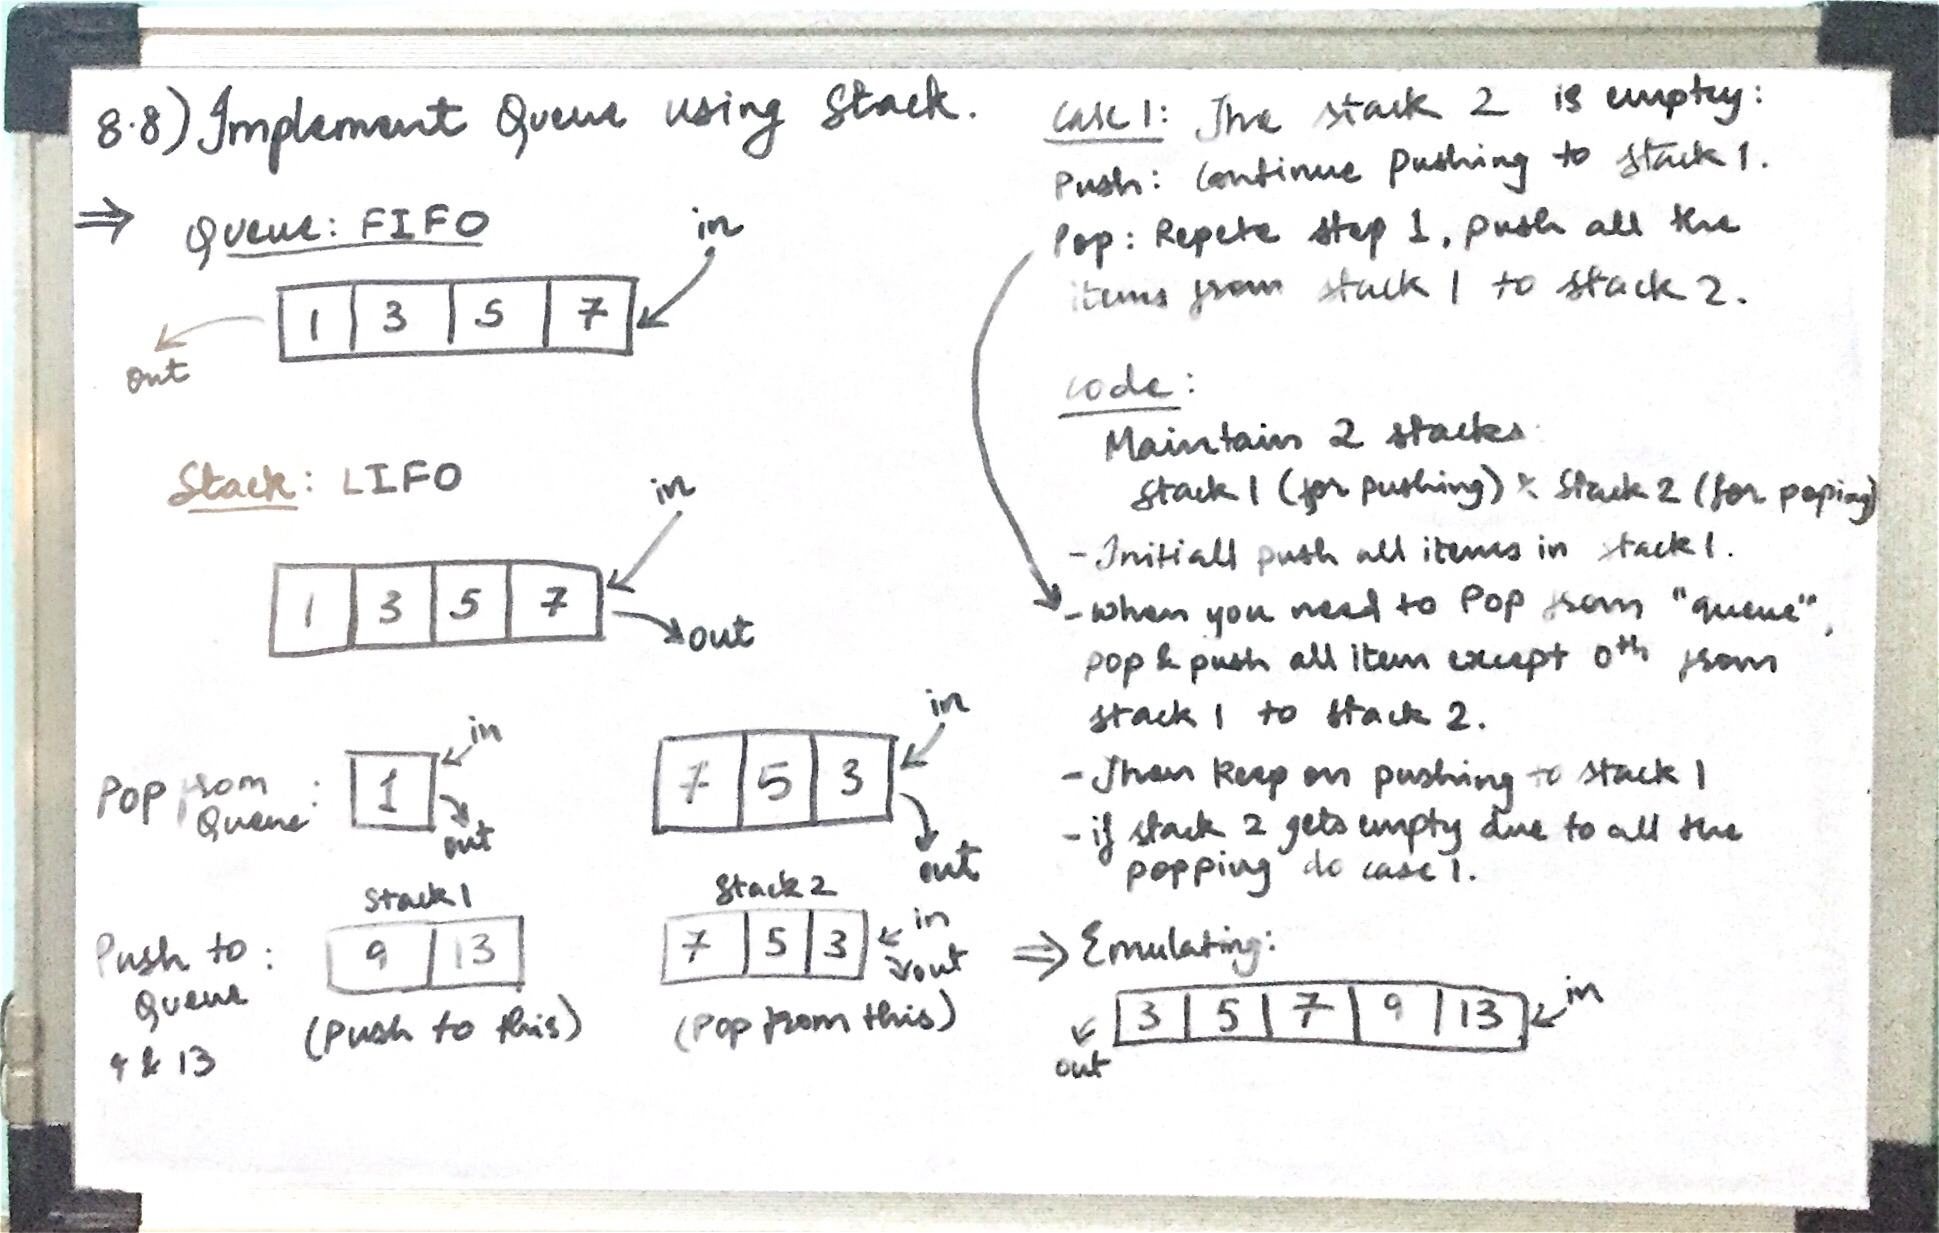 8.8) Implement Queue using Stack.
⇒ Queue: FIFO
in
1 3 5 7
out
Stack: LIFO
in
1 3 5 7
out
Pop from Queue:
in
1
out
in
7 5 3
out
Push to Queue : 9 & 13
Stack 1
9 13
(Push to this)
Stack 2
7 5 3
in
out
(Pop from this)
Case 1: The stack 2 is empty:
Push: Continue Pushing to stack 1.
Pop: Repete step 1, push all the
items from stack 1 to stack 2.
code:
Maintain 2 stacks
stack 1 (for pushing) & Stack 2 (for poping)
- Initiall push all items in stack 1.
- when you need to Pop from "queue",
pop & push all item except 0th from
stack 1 to stack 2.
- Then keep on pushing to stack 1
- if stack 2 gets empty due to all the
popping do case 1.
⇒ Emulating:
3 5 7 9 13
in
out